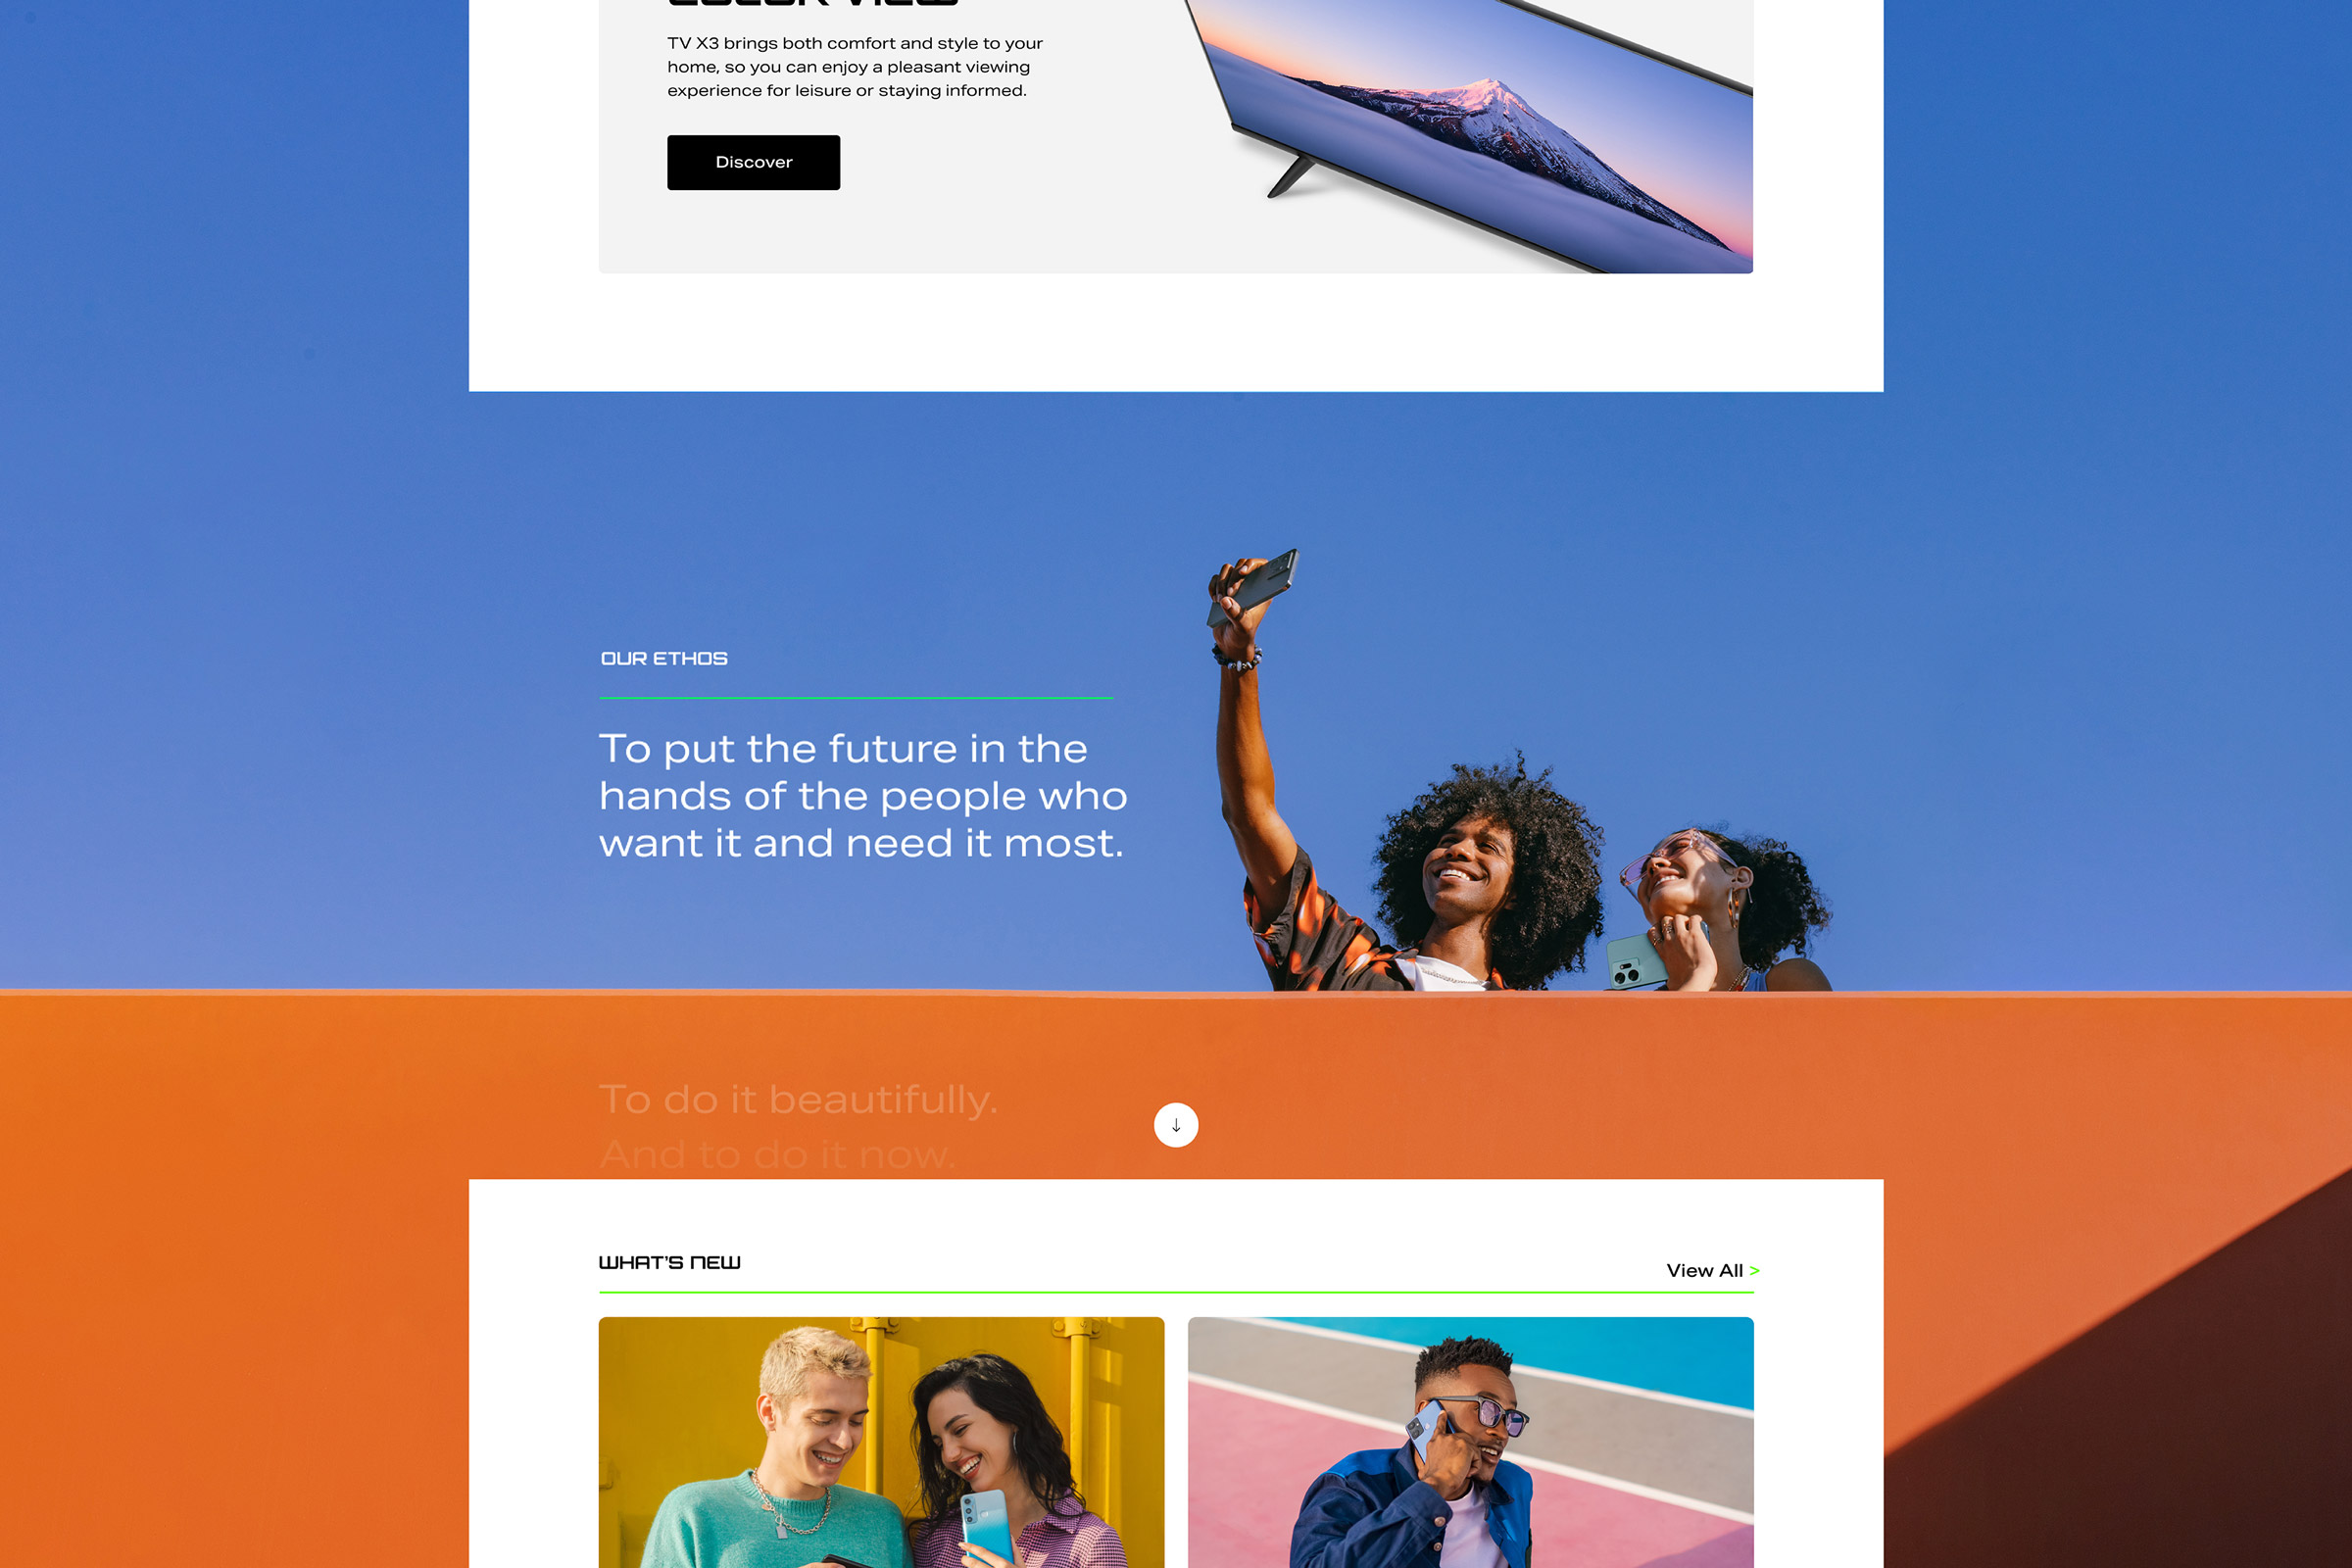 COLOR VIEW
TV X3 brings both comfort and style to your
home, so you can enjoy a pleasant viewing
experience for leisure or staying informed.
Discover
OUR ETHOS
To put the future in the
hands of the people who
want it and need it most.
To do it beautifully.
And to do it now.
WHAT'S NEW
View All >